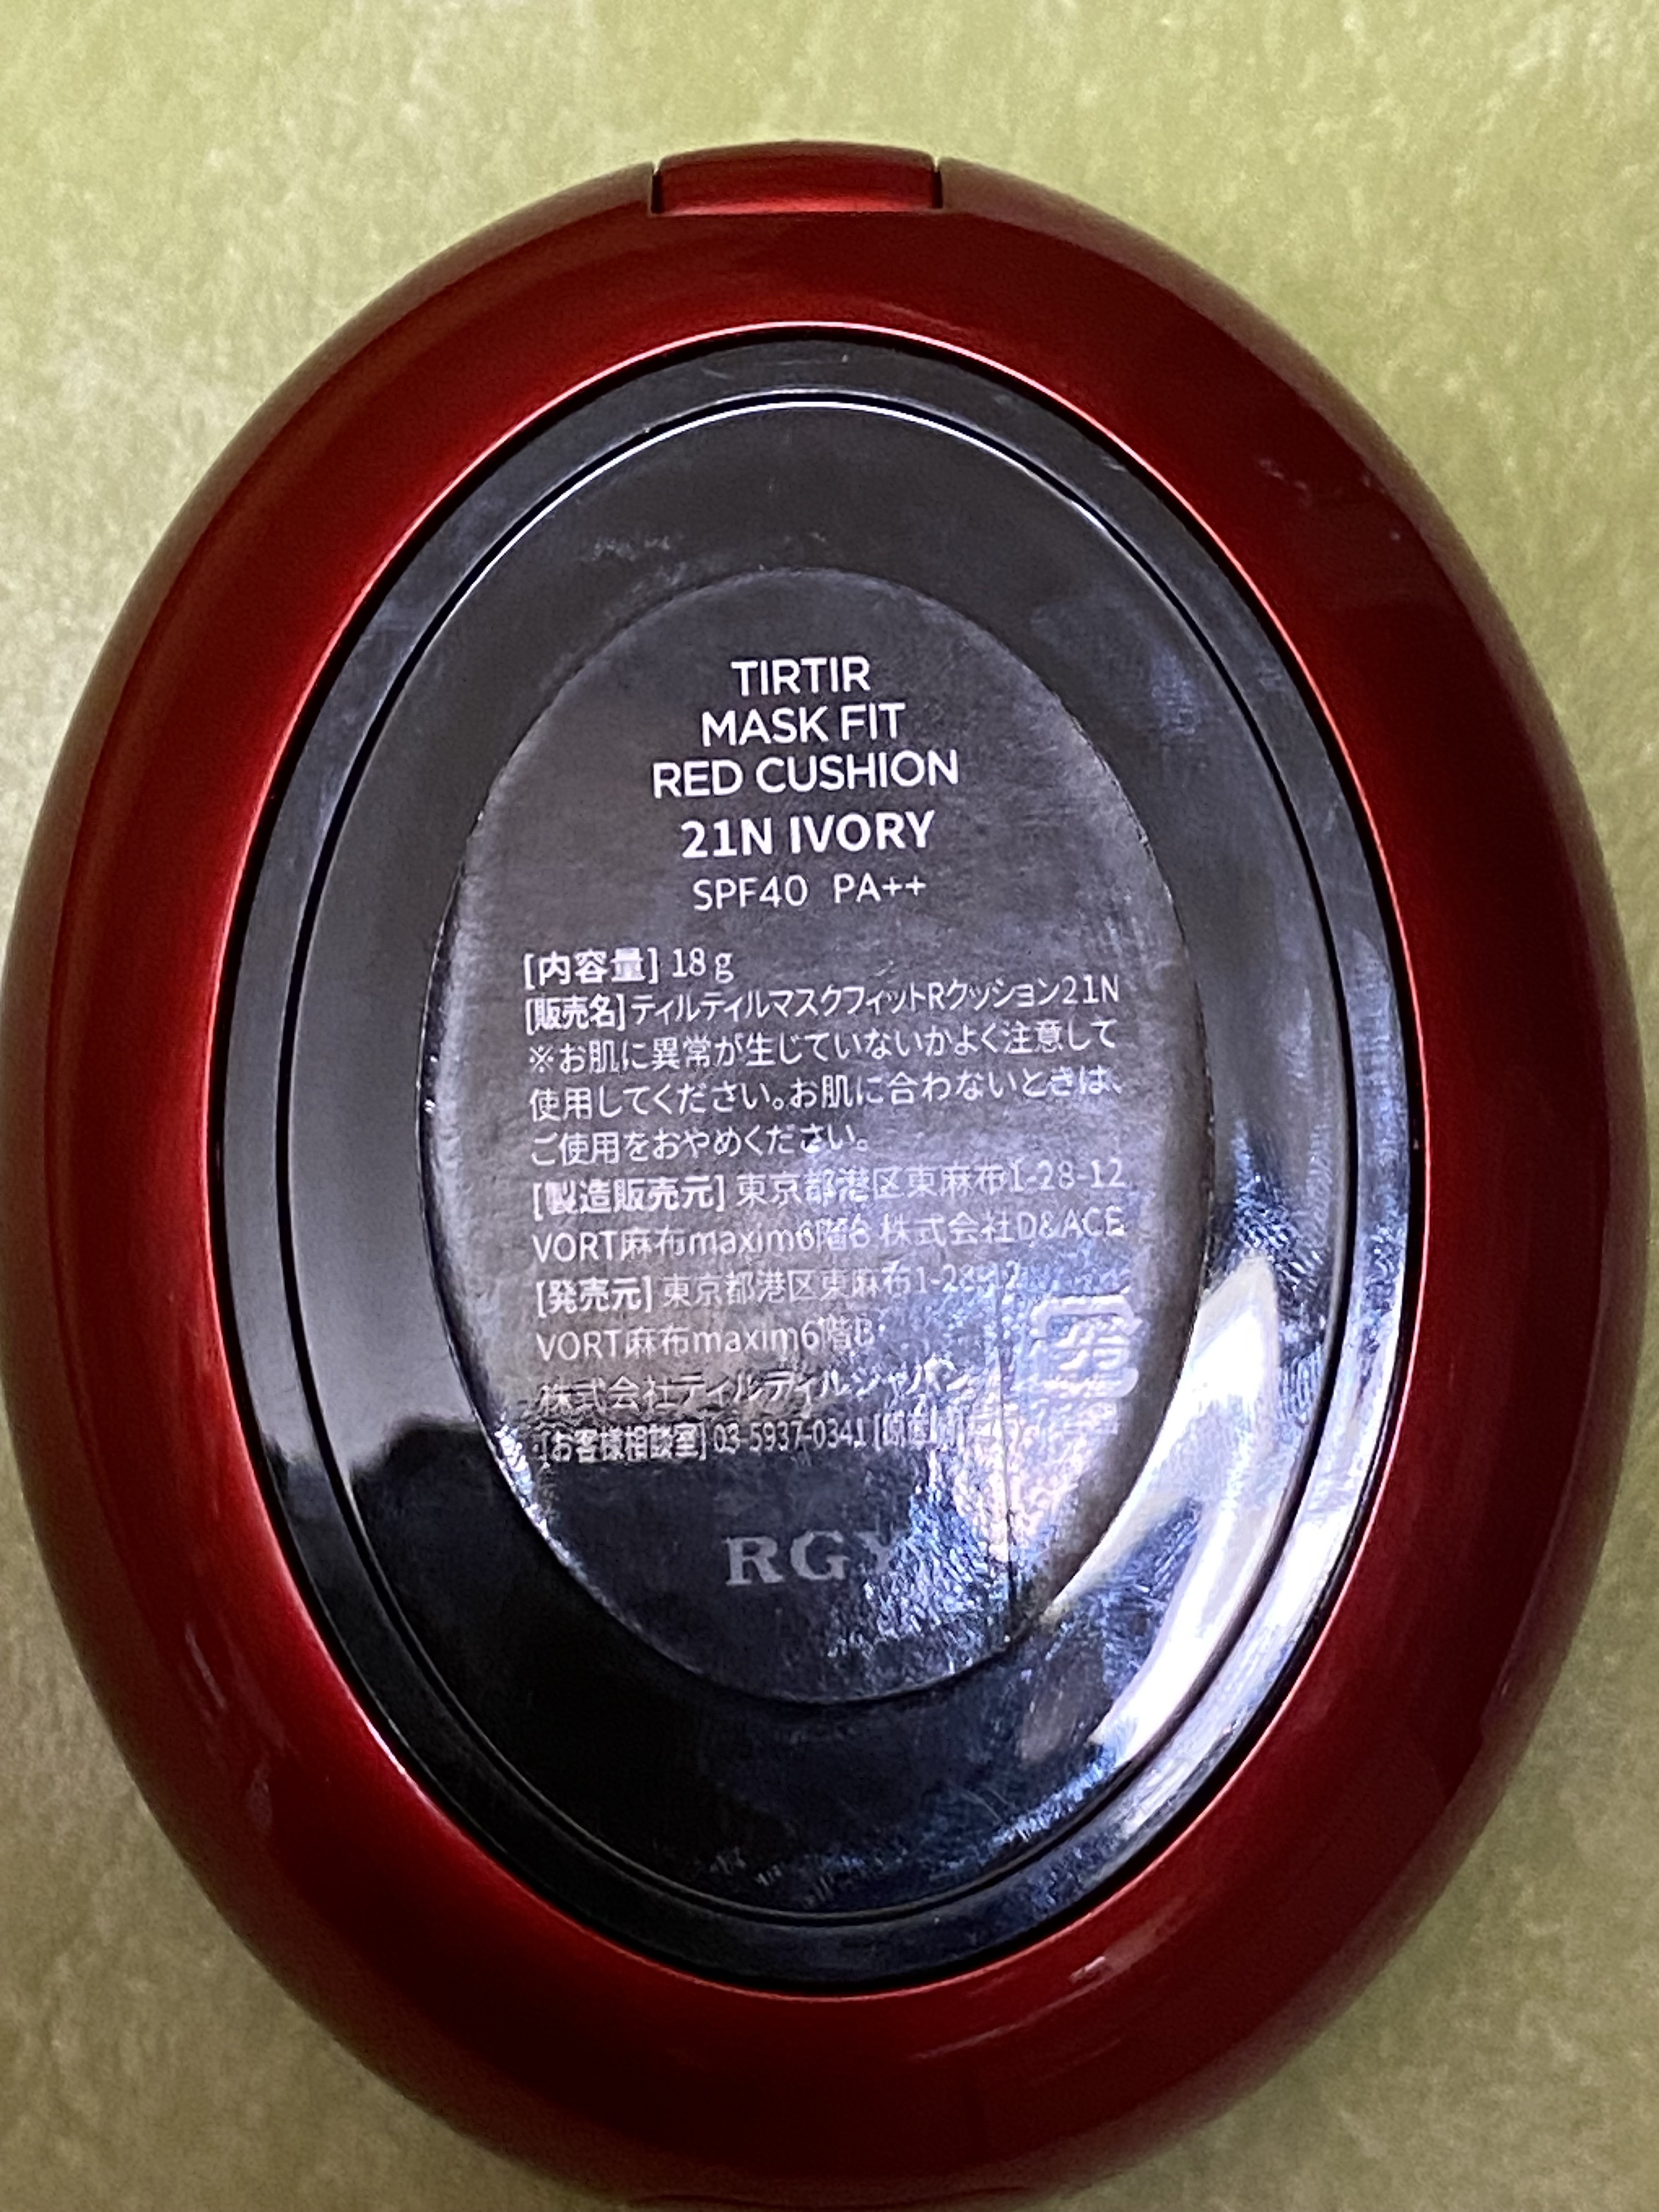 TIRTIR
MASK FIT
RED CUSHION
21N IVORY
SPF40 PA++
[内容量] 18 g
[販売名]ティルティルマスクフィットRクッション21N
※お肌に異常が生じていないかよく注意して
使用してください。お肌に合わないときは、
ご使用をおやめください。
[製造販売元] 東京都港区東麻布1-28-12
VORT麻布maxim6階B 株式会社D&ACE
[発売元] 東京都港区東麻布1-28-12
VORT麻布maxim6階B
株式会社ティルティルジャパン
[お客様相談室] 03-5937-0341
プラ